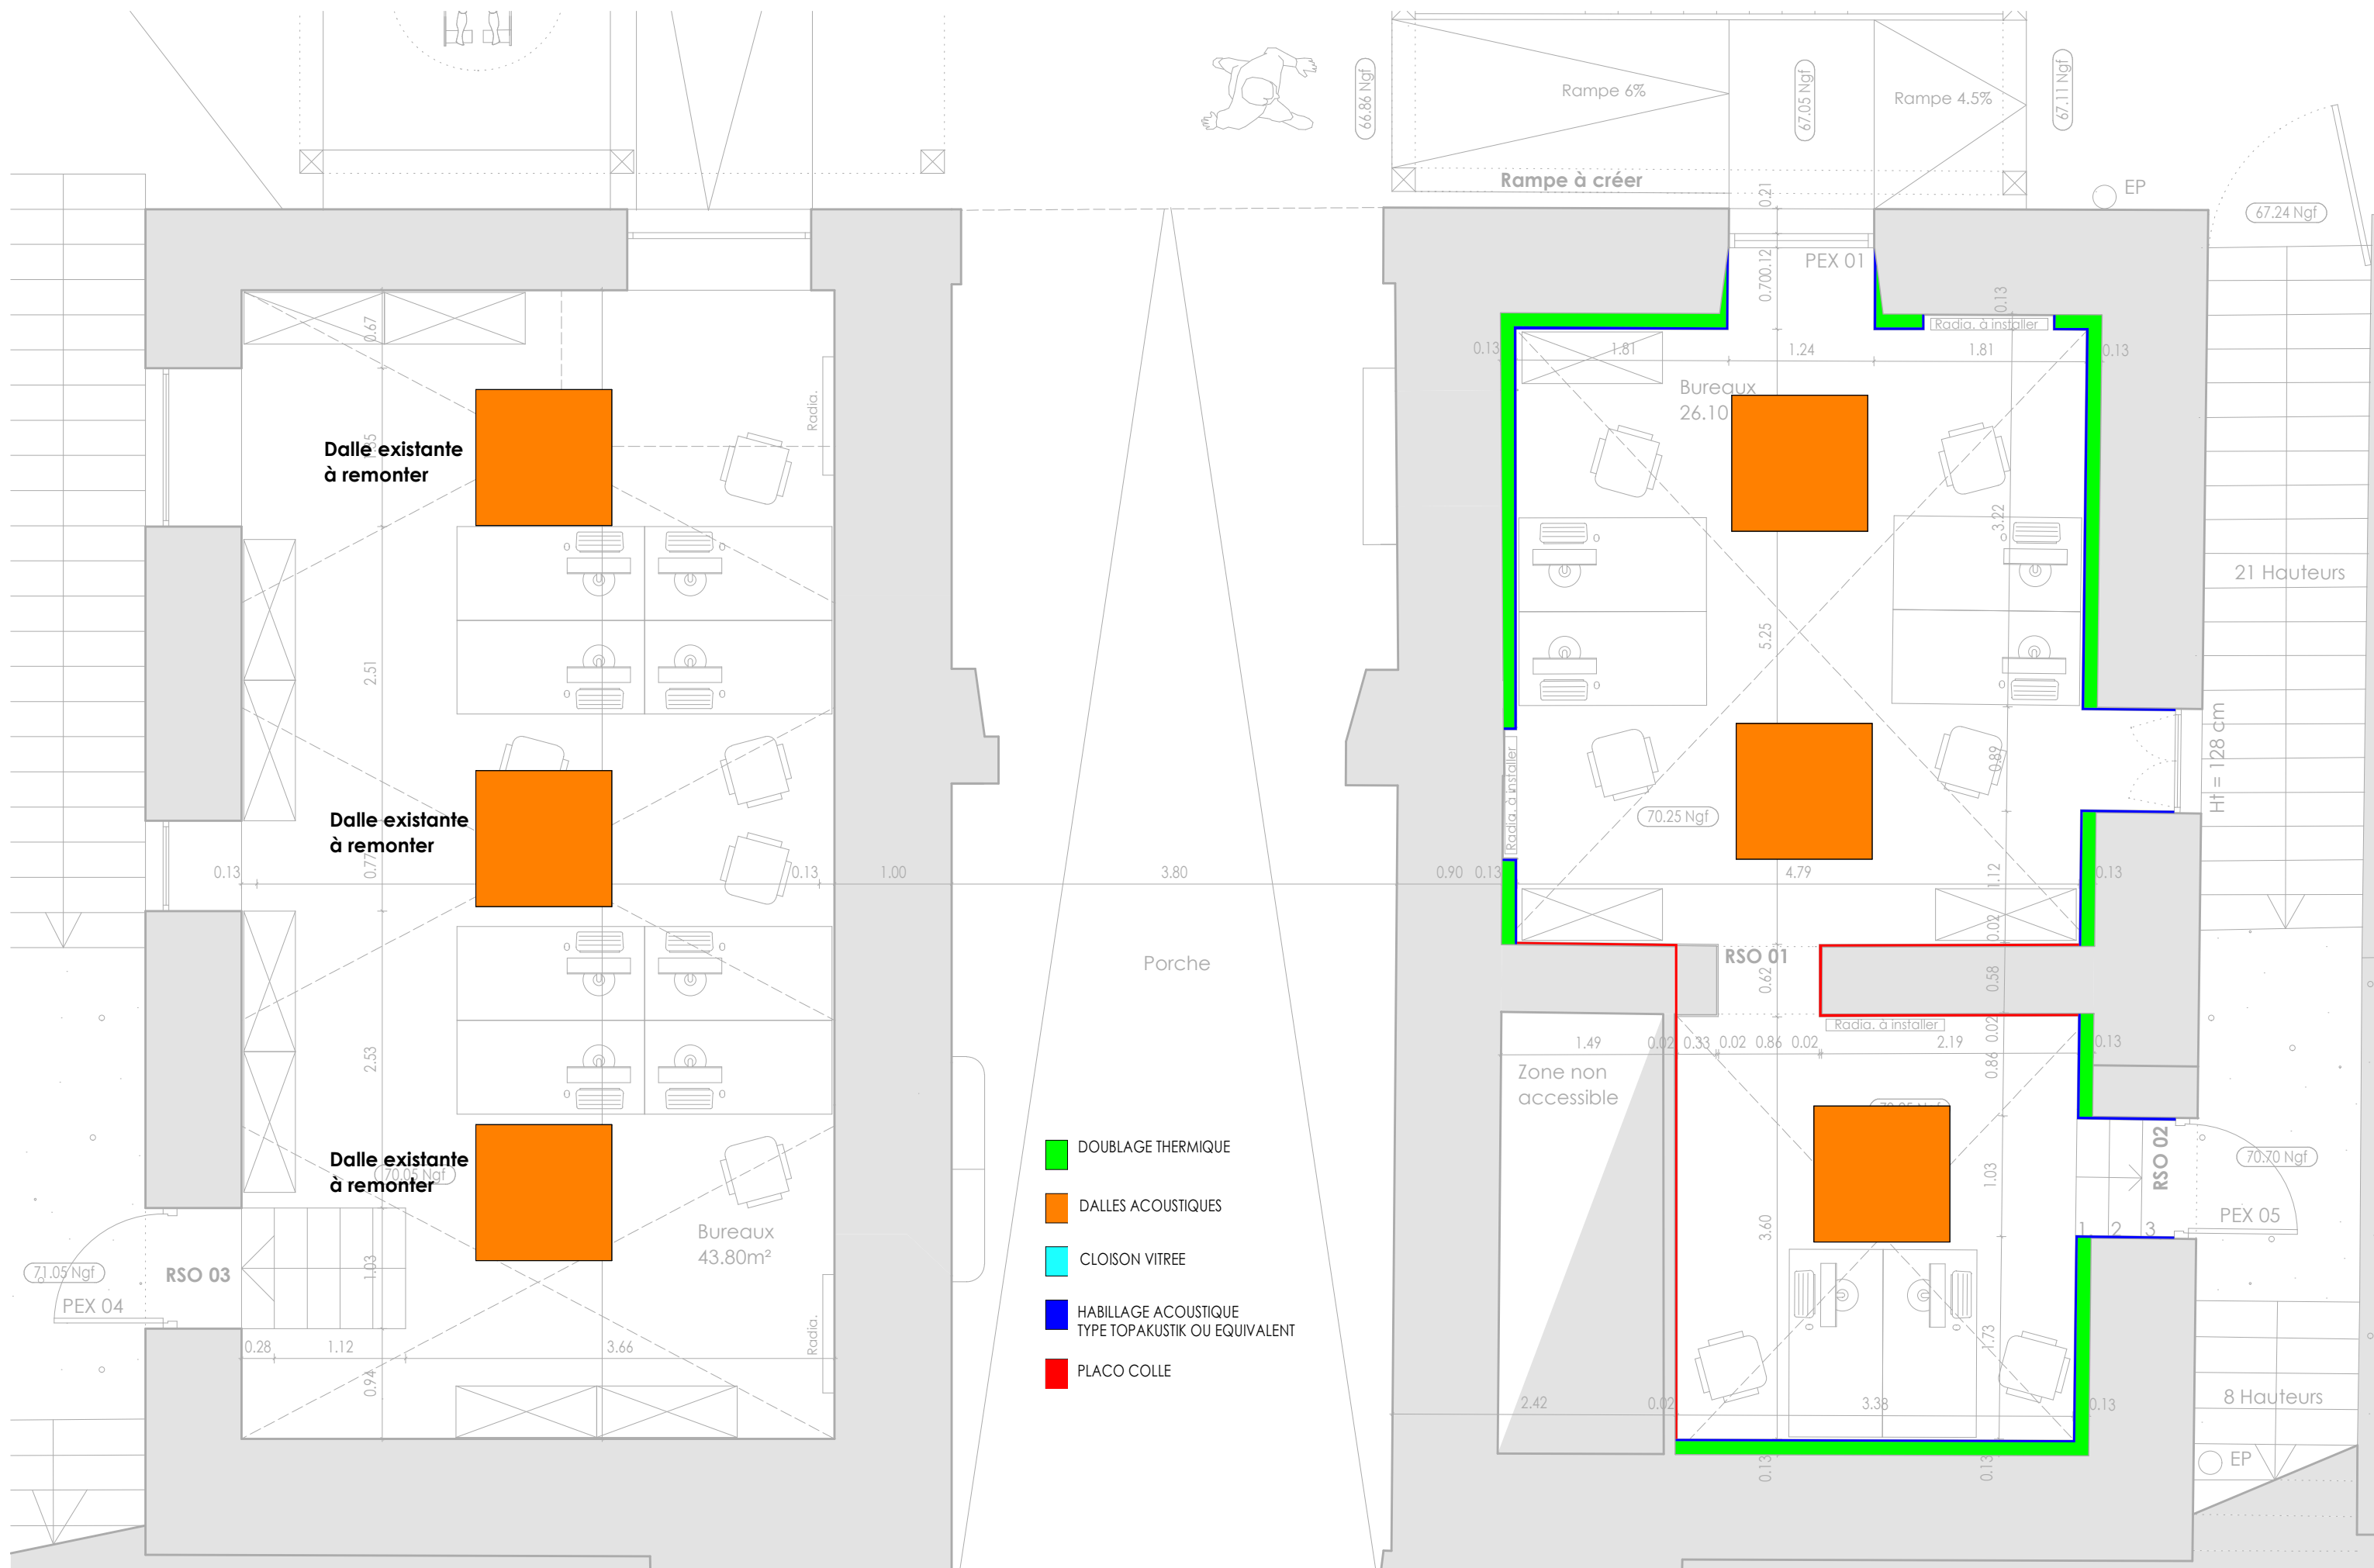 66.86 Ngf
Rampe 6%
67.05 Ngf
Rampe 4.5%
67.11 Ngf
Rampe à créer
0.21
EP
67.24 Ngf
PEX 01
0.12
0.70
0.13
Radia. à installer
0.67
Radia.
0.13
1.81
1.24
1.81
0.13
Bureaux
26.10
Dalle existante
à remonter
3.22
21 Hauteurs
5.25
2.51
Ht = 128 cm
Radia. à installer
0.89
70.25 Ngf
Dalle existante
à remonter
0.77
0.13
0.13
1.00
3.80
0.90
0.13
4.79
1.12
0.13
0.02
RSO 01
Porche
0.62
0.58
Radia. à installer
0.02
1.49
0.02
0.33
0.02
0.86
0.02
2.19
0.13
0.86
2.53
Zone non
accessible
DOUBLAGE THERMIQUE
Dalle existante
à remonter
70.05 Ngf
RSO 02
70.70 Ngf
1.03
DALLES ACOUSTIQUES
PEX 05
1 2 3
3.60
Bureaux
43.80m²
CLOISON VITREE
71.05 Ngf
RSO 03
1.03
PEX 04
HABILLAGE ACOUSTIQUE
TYPE TOPAKUSTIK OU EQUIVALENT
0.28
1.12
3.66
Radia.
1.73
PLACO COLLE
0.94
2.42
0.02
3.38
0.13
8 Hauteurs
0.13
0.13
EP